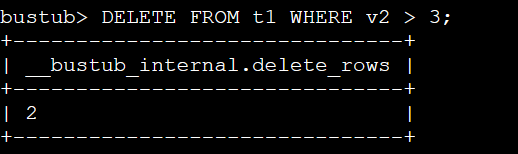 bustub> DELETE FROM t1 WHERE v2 > 3;
+--------------------------------+
| __bustub_internal.delete_rows |
+--------------------------------+
| 2                              |
+--------------------------------+